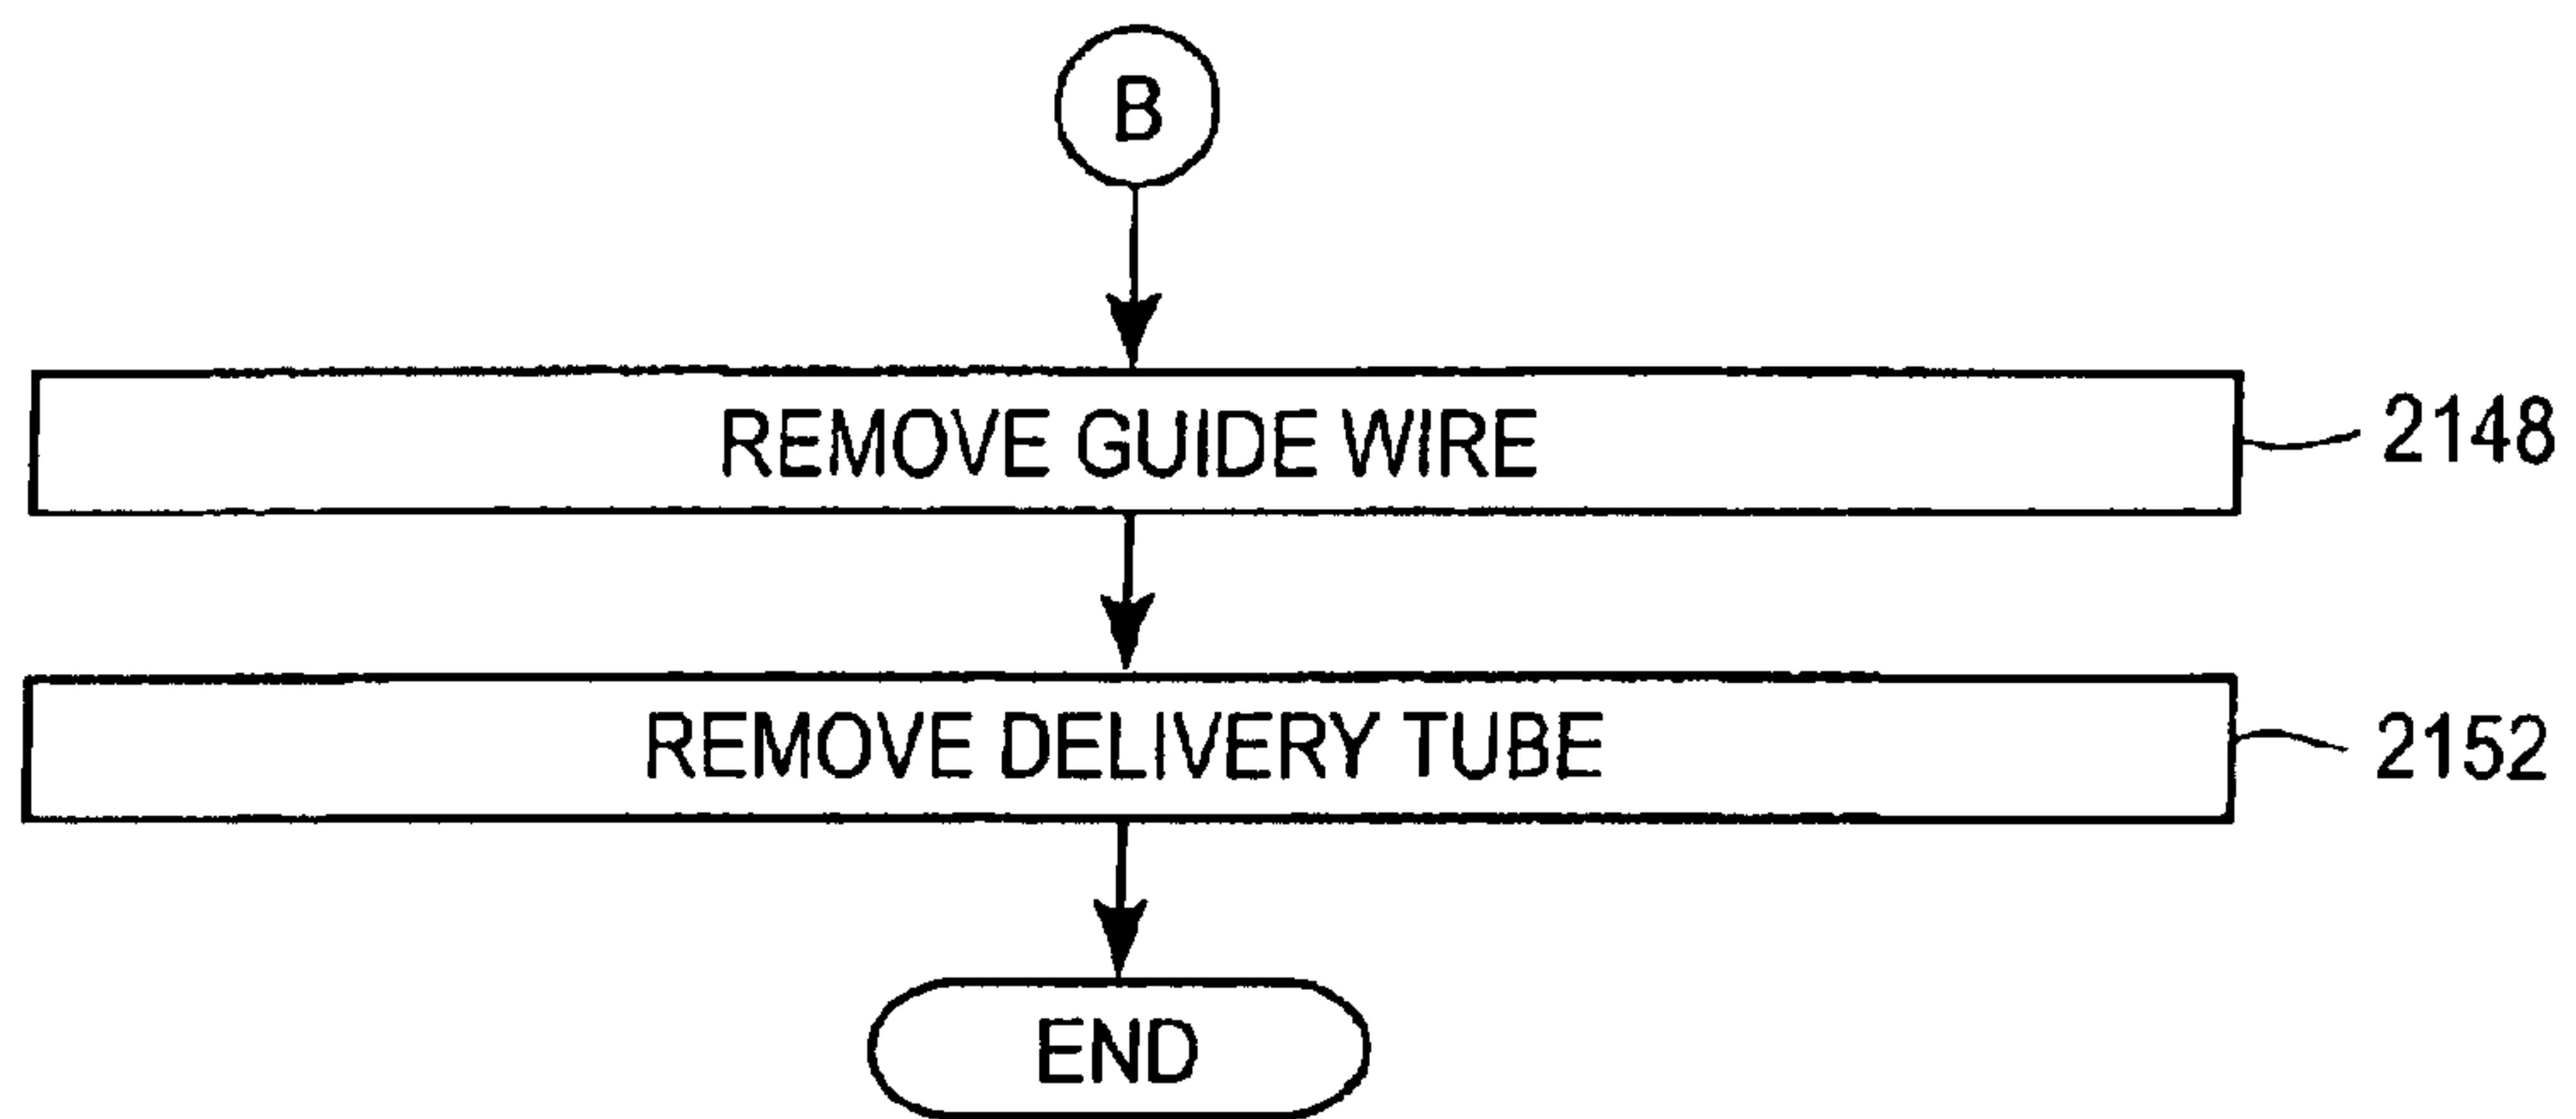 B
REMOVE GUIDE WIRE
2148
REMOVE DELIVERY TUBE
2152
END